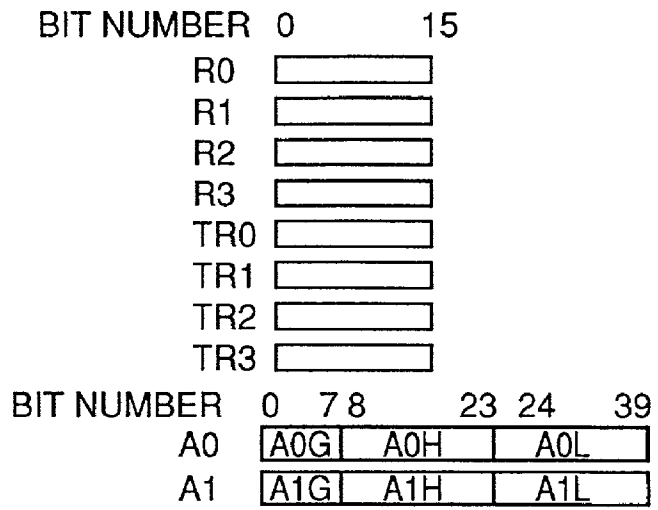 BIT NUMBER 0 15
R0
R1
R2
R3
TR0
TR1
TR2
TR3
BIT NUMBER 0 7 8 23 24 39
A0 A0G A0H A0L
A1 A1G A1H A1L